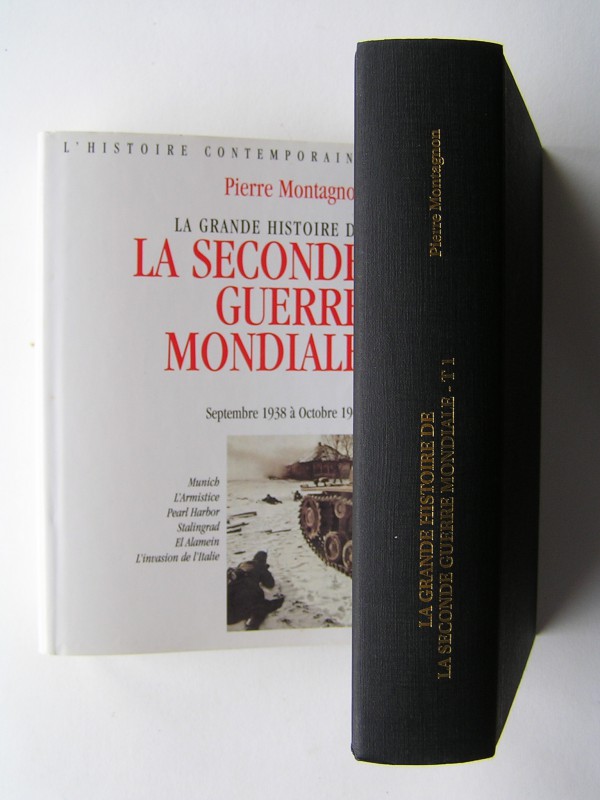 L'HISTOIRE CONTEMPORAIN
Pierre Montagno
LA GRANDE HISTOIRE D
LA SECONDE
GUERRE
MONDIALE
Septembre 1938 à Octobre 19
Munich
L'Armistice
Pearl Harbor
Stalingrad
El Alamein
L'invasion de l'Italie
Pierre Montagnon
LA GRANDE HISTOIRE DE
LA SECONDE GUERRE MONDIALE - T 1